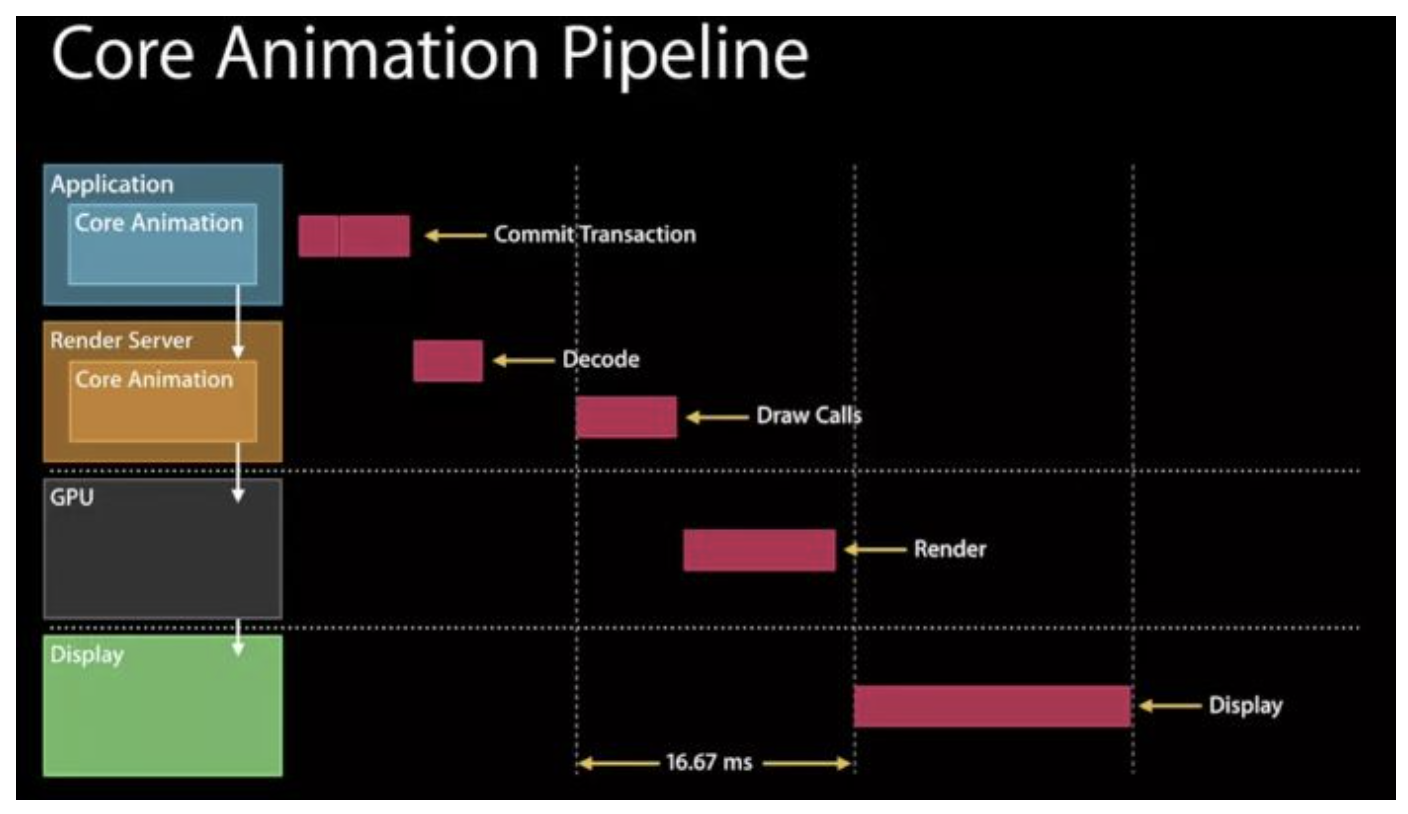 Core Animation Pipeline
Application
Core Animation
Commit Transaction
Render Server
Decode
Core Animation
Draw Calls
GPU
Render
Display
Display
16.67 ms